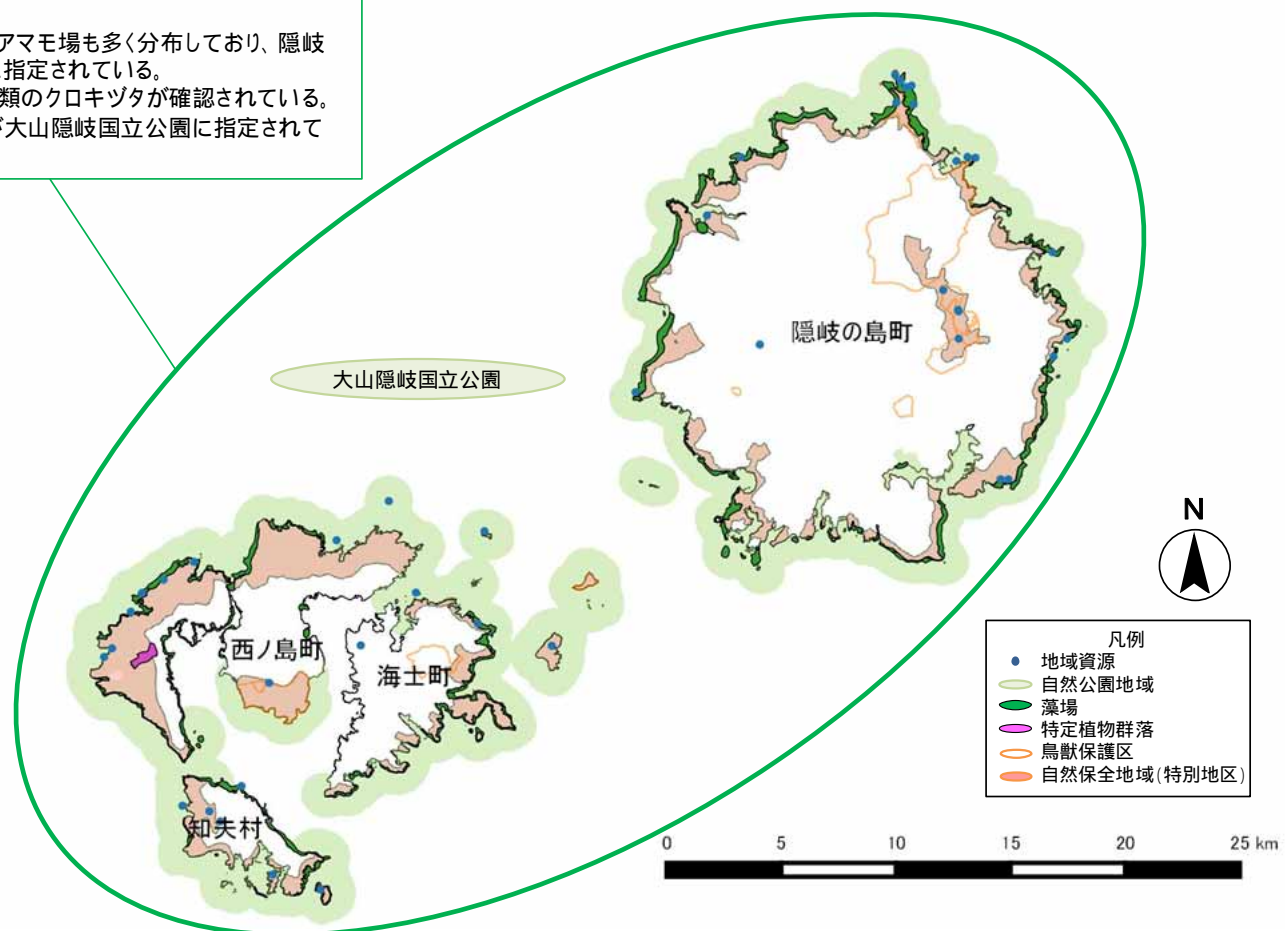 アマモ場も多く分布しており、隠岐
指定されている。
類のクロキヅタが確認されている。
大山隠岐国立公園に指定されて
大山隠岐国立公園
隠岐の島町
西ノ島町
海士町
知夫村
N
凡例
地域資源
自然公園地域
藻場
特定植物群落
鳥獣保護区
自然保全地域(特別地区)
0 5 10 15 20 25 km